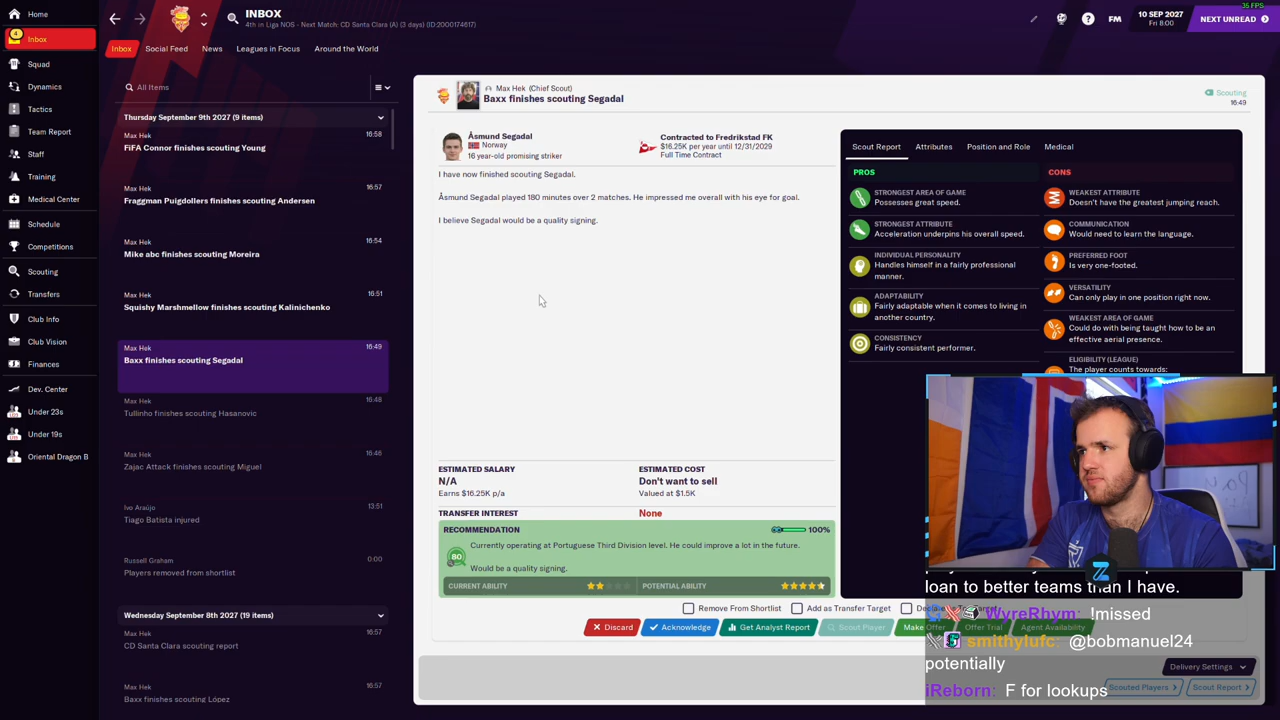 36 FPS
Home
INBOX
4th in Liga NOS - Next Match: CD Santa Clara (A) (3 days) (ID:2000174617)
FM
10 SEP 2027
Fri 8:00
NEXT UNREAD
4
Inbox
Squad
Dynamics
Tactics
Team Report
Staff
Training
Medical Center
Schedule
Competitions
Scouting
Transfers
Club Info
Club Vision
Finances
Dev. Center
Under 23s
Under 19s
Oriental Dragon B
Inbox
Social Feed
News
Leagues in Focus
Around the World
All Items
Thursday September 9th 2027 (9 items)
Max Hek 16:58
FiFA Connor finishes scouting Young
Max Hek 16:57
Fraggman Puigdollers finishes scouting Andersen
Max Hek 16:54
Mike abc finishes scouting Moreira
Max Hek 16:51
Squishy Marshmellow finishes scouting Kalinichenko
Max Hek 16:49
Baxx finishes scouting Segadal
Max Hek 16:48
Tullinho finishes scouting Hasanovic
Max Hek 16:46
Zajac Attack finishes scouting Miguel
Ivo Araújo 13:51
Tiago Batista injured
Russell Graham 0:00
Players removed from shortlist
Wednesday September 8th 2027 (19 items)
Max Hek 16:57
CD Santa Clara scouting report
Max Hek 16:57
Baxx finishes scouting López
Max Hek (Chief Scout)
Baxx finishes scouting Segadal
Scouting
16:49
Åsmund Segadal
Norway
16 year-old promising striker
Contracted to Fredrikstad FK
$16.25K per year until 12/31/2029
Full Time Contract
I have now finished scouting Segadal.
Åsmund Segadal played 180 minutes over 2 matches. He impressed me overall with his eye for goal.
I believe Segadal would be a quality signing.
ESTIMATED SALARY
N/A
Earns $16.25K p/a
ESTIMATED COST
Don't want to sell
Valued at $1.5K
TRANSFER INTEREST
None
RECOMMENDATION
100%
80
Currently operating at Portuguese Third Division level. He could improve a lot in the future.
Would be a quality signing.
CURRENT ABILITY
POTENTIAL ABILITY
Scout Report
Attributes
Position and Role
Medical
PROS
STRONGEST AREA OF GAME
Possesses great speed.
STRONGEST ATTRIBUTE
Acceleration underpins his overall speed.
INDIVIDUAL PERSONALITY
Handles himself in a fairly professional
manner.
ADAPTABILITY
Fairly adaptable when it comes to living in
another country.
CONSISTENCY
Fairly consistent performer.
CONS
WEAKEST ATTRIBUTE
Doesn't have the greatest jumping reach.
COMMUNICATION
Would need to learn the language.
PREFERRED FOOT
Is very one-footed.
VERSATILITY
Can only play in one position right now.
WEAKEST AREA OF GAME
Could do with being taught how to be an
effective aerial presence.
ELIGIBILITY (LEAGUE)
The player counts towards:
Remove From Shortlist
Add as Transfer Target
Discard
Acknowledge
Get Analyst Report
Scout Player
Make Offer
Offer Trial
Agent Availability
Delivery Settings
Scouted Players
Scout Report
loan to better teams than I have.
WyreRhym: !missed
smithylufc: @bobmanuel24
potentially
iReborn: F for lookups